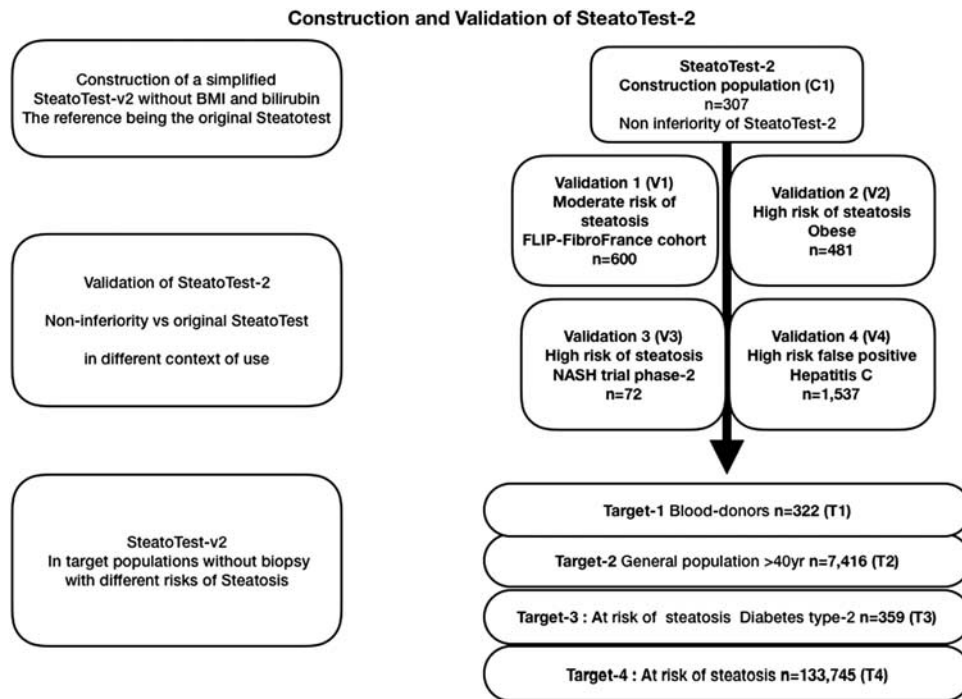 Construction and Validation of SteatoTest-2
Construction of a simplified
SteatoTest-v2 without BMI and bilirubin
The reference being the original Steatotest
SteatoTest-2
Construction population (C1)
n=307
Non inferiority of SteatoTest-2
Validation of SteatoTest-2
Non-inferiority vs original SteatoTest
in different context of use
Validation 1 (V1)
Moderate risk of
steatosis
FLIP-FibroFrance cohort
n=600
Validation 2 (V2)
High risk of steatosis
Obese
n=481
Validation 3 (V3)
High risk of steatosis
NASH trial phase-2
n=72
Validation 4 (V4)
High risk false positive
Hepatitis C
n=1,537
SteatoTest-v2
In target populations without biopsy
with different risks of Steatosis
Target-1 Blood-donors n=322 (T1)
Target-2 General population >40yr n=7,416 (T2)
Target-3 : At risk of steatosis Diabetes type-2 n=359 (T3)
Target-4 : At risk of steatosis n=133,745 (T4)